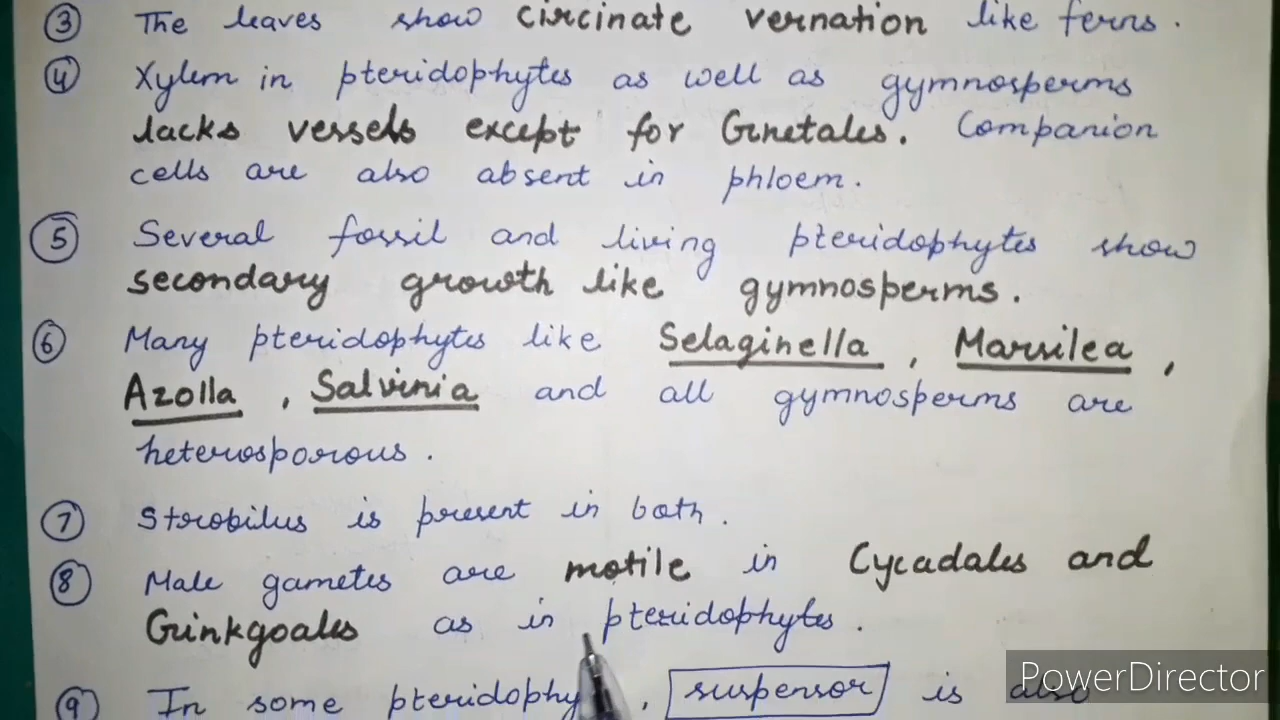 ③ The leaves show circinate vernation like ferns.
④ Xylem in pteridophytes as well as gymnosperms
lacks vessels except for Gnetales. Companion
cells are also absent in phloem.
⑤ Several fossil and living pteridophytes show
secondary growth like gymnosperms.
⑥ Many pteridophytes like Selaginella, Marsilea,
Azolla, Salvinia and all gymnosperms are
heterosporous.
⑦ Strobilus is present in both.
⑧ Male gametes are motile in Cycadales and
Ginkgoales as in pteridophytes.
⑨ In some pteridophy , suspensor is also
PowerDirector